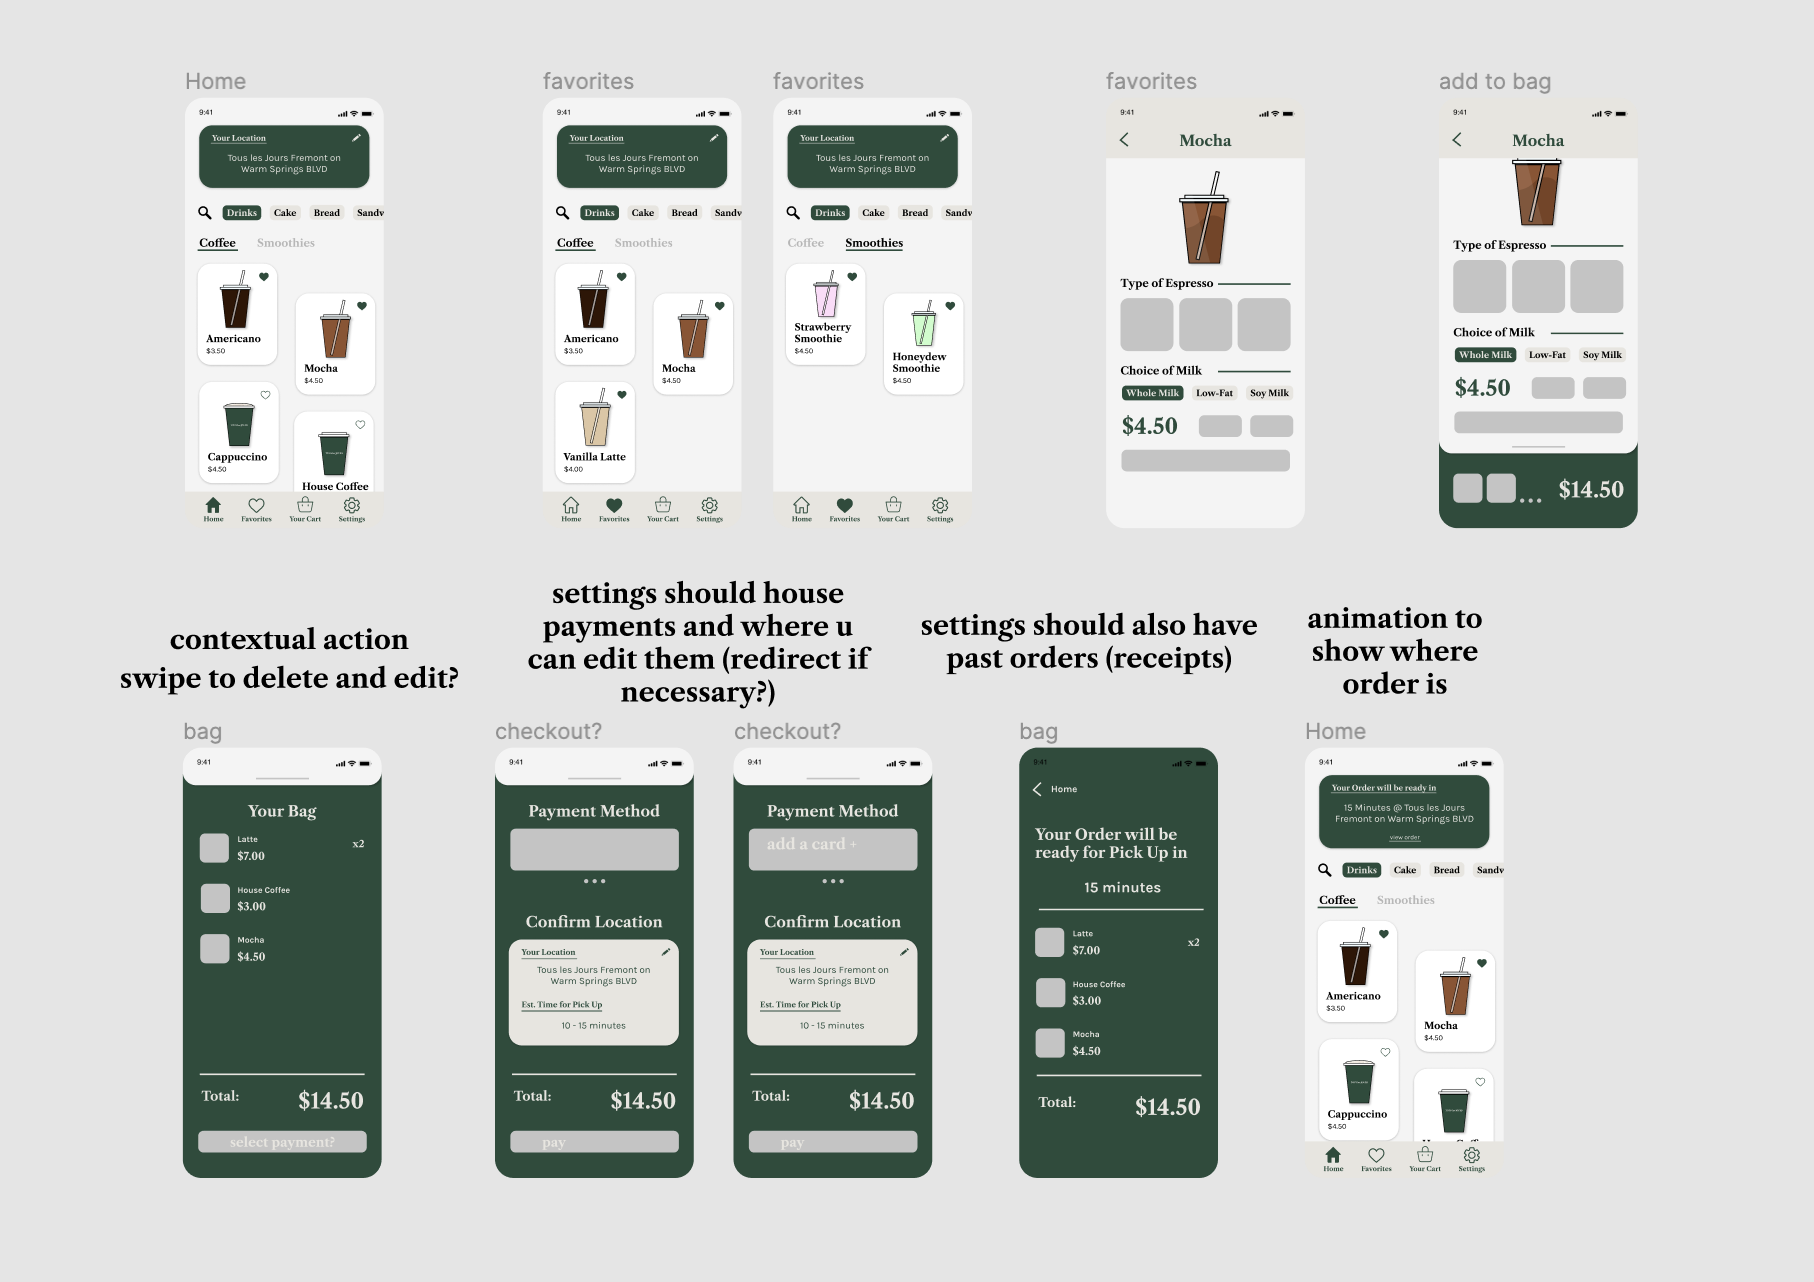 Home
9:41
Your Location
Tous les Jours Fremont on
Warm Springs BLVD
Drinks Cake Bread Sandw
Coffee Smoothies
Americano
$3.50
Mocha
$4.50
Cappuccino
$4.50
House Coffee
Home Favorites Your Cart Settings
favorites
9:41
Your Location
Tous les Jours Fremont on
Warm Springs BLVD
Drinks Cake Bread Sandw
Coffee Smoothies
Americano
$3.50
Mocha
$4.50
Vanilla Latte
$4.00
Home Favorites Your Cart Settings
favorites
9:41
Your Location
Tous les Jours Fremont on
Warm Springs BLVD
Drinks Cake Bread Sandw
Coffee Smoothies
Strawberry
Smoothie
$4.50
Honeydew
Smoothie
$4.50
Home Favorites Your Cart Settings
favorites
9:41
Mocha
Type of Espresso
Choice of Milk
Whole Milk Low-Fat Soy Milk
$4.50
add to bag
9:41
Mocha
Type of Espresso
Choice of Milk
Whole Milk Low-Fat Soy Milk
$4.50
... $14.50
contextual action
swipe to delete and edit?
settings should house
payments and where u
can edit them (redirect if
necessary?)
settings should also have
past orders (receipts)
animation to
show where
order is
bag
9:41
Your Bag
Latte
$7.00 x2
House Coffee
$3.00
Mocha
$4.50
Total: $14.50
select payment?
checkout?
9:41
Payment Method
Confirm Location
Your Location
Tous les Jours Fremont on
Warm Springs BLVD
Est. Time for Pick Up
10 - 15 minutes
Total: $14.50
pay
checkout?
9:41
Payment Method
add a card +
Confirm Location
Your Location
Tous les Jours Fremont on
Warm Springs BLVD
Est. Time for Pick Up
10 - 15 minutes
Total: $14.50
pay
bag
9:41
Home
Your Order will be
ready for Pick Up in
15 minutes
Latte
$7.00 x2
House Coffee
$3.00
Mocha
$4.50
Total: $14.50
Home
9:41
Your Order will be ready in
15 Minutes @ Tous les Jours
Fremont on Warm Springs BLVD
view order
Drinks Cake Bread Sandw
Coffee Smoothies
Americano
$3.50
Mocha
$4.50
Cappuccino
$4.50
Home Favorites Your Cart Settings